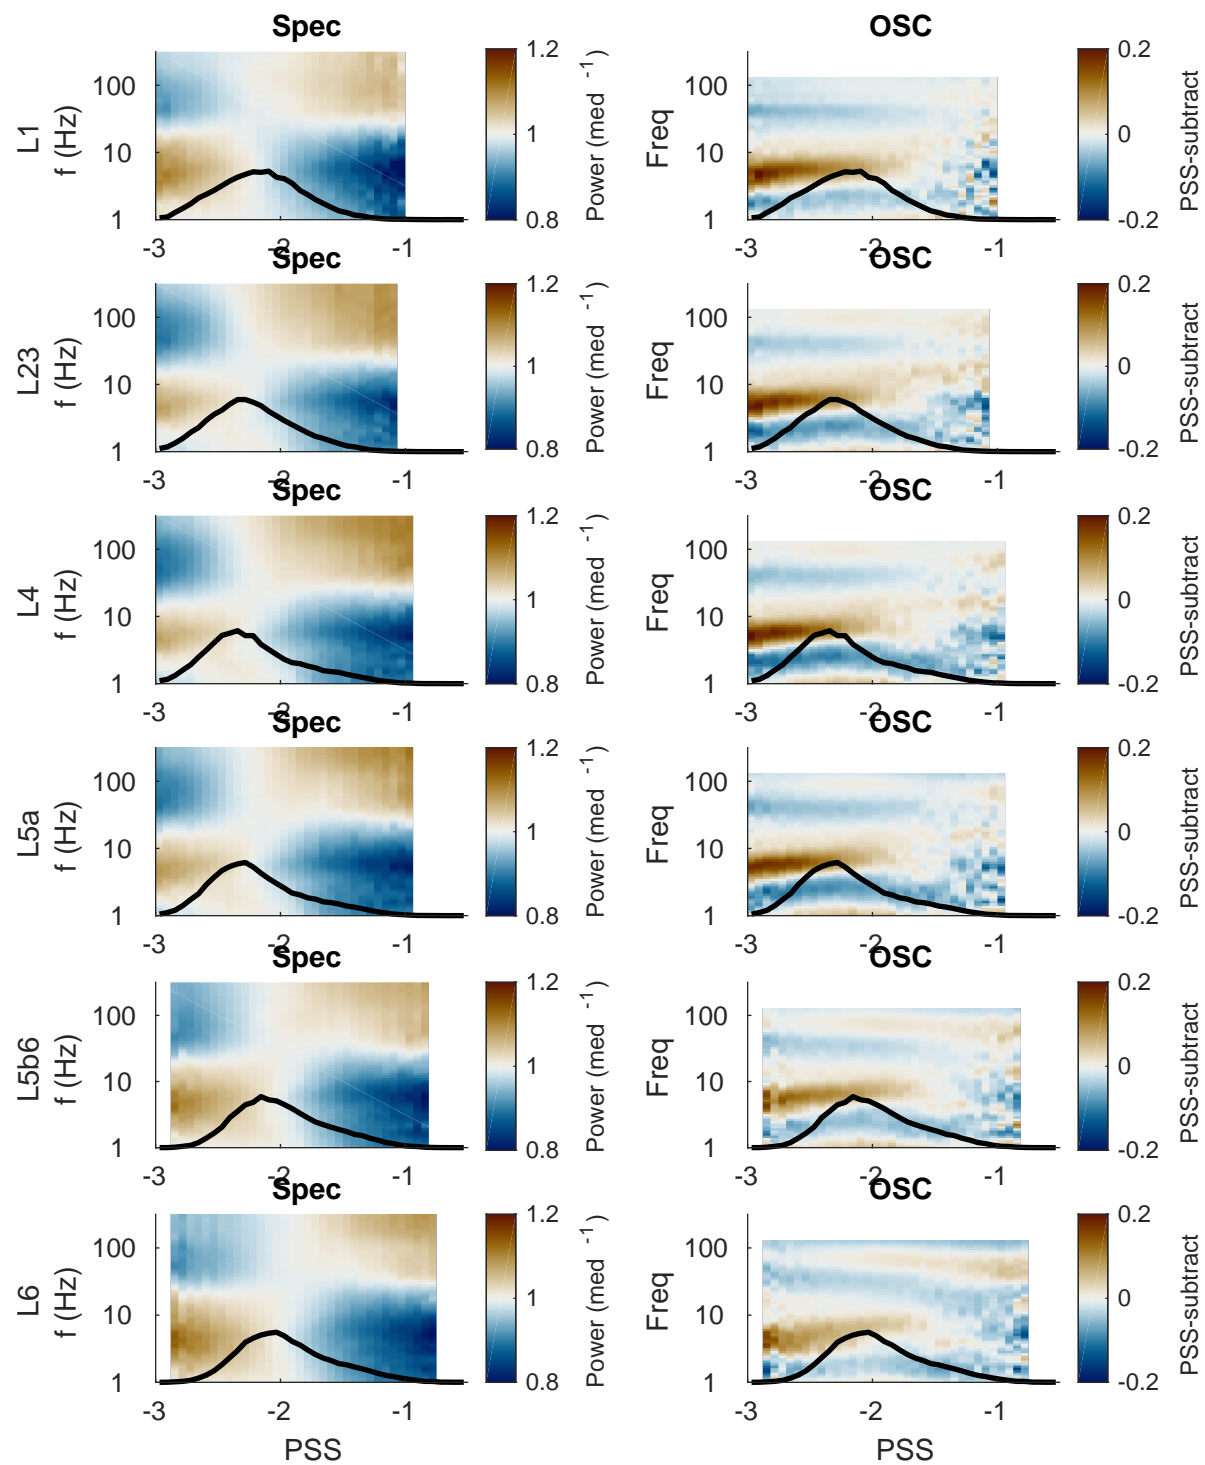 Spec OSC
L1
f (Hz)
100
10
1
-3 -2 -1
1.2
1
0.8
Power (med -1)
Freq
100
10
1
-3 -2 -1
0.2
0
-0.2
PSS-subtract
Spec OSC
L23
f (Hz)
100
10
1
-3 -2 -1
1.2
1
0.8
Power (med -1)
Freq
100
10
1
-3 -2 -1
0.2
0
-0.2
PSS-subtract
Spec OSC
L4
f (Hz)
100
10
1
-3 -2 -1
1.2
1
0.8
Power (med -1)
Freq
100
10
1
-3 -2 -1
0.2
0
-0.2
PSS-subtract
Spec OSC
L5a
f (Hz)
100
10
1
-3 -2 -1
1.2
1
0.8
Power (med -1)
Freq
100
10
1
-3 -2 -1
0.2
0
-0.2
PSS-subtract
Spec OSC
L5b6
f (Hz)
100
10
1
-3 -2 -1
1.2
1
0.8
Power (med -1)
Freq
100
10
1
-3 -2 -1
0.2
0
-0.2
PSS-subtract
Spec OSC
L6
f (Hz)
100
10
1
-3 -2 -1
PSS
1.2
1
0.8
Power (med -1)
Freq
100
10
1
-3 -2 -1
PSS
0.2
0
-0.2
PSS-subtract